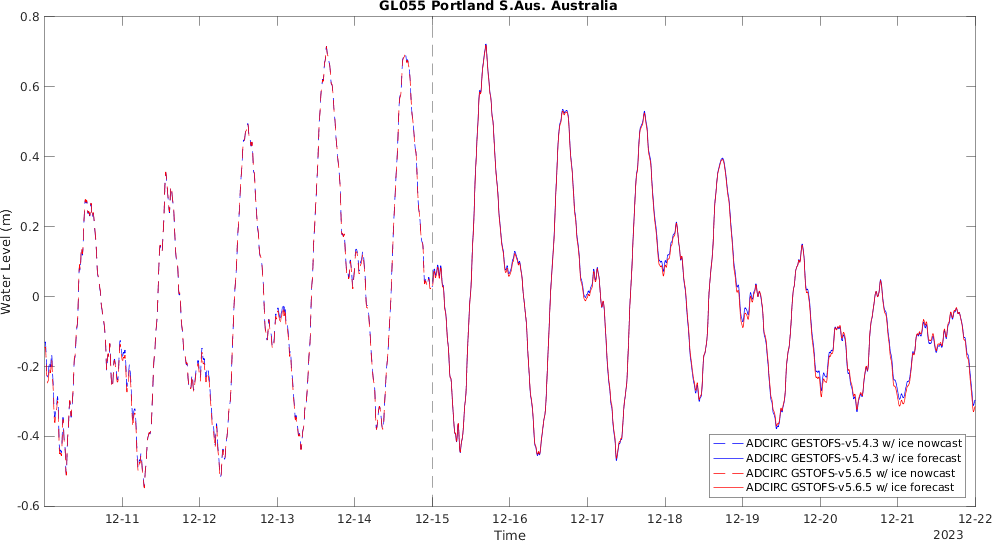 GL055 Portland S.Aus. Australia
0.8
0.6
0.4
0.2
0
-0.2
-0.4
-0.6
Water Level (m)
ADCIRC GESTOFS-v5.4.3 w/ ice nowcast
ADCIRC GESTOFS-v5.4.3 w/ ice forecast
ADCIRC GSTOFS-v5.6.5 w/ ice nowcast
ADCIRC GSTOFS-v5.6.5 w/ ice forecast
12-11 12-12 12-13 12-14 12-15 12-16 12-17 12-18 12-19 12-20 12-21 12-22
Time
2023